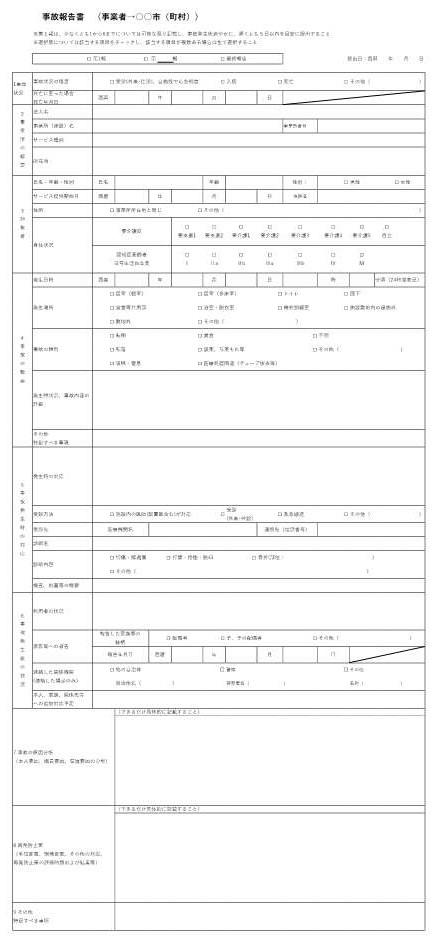 事故報告書　（事業者→〇〇市（町村））
※第１報は、少なくとも1から6までについては可能な限り記載し、事故発生後速やかに、遅くとも５日以内を目安に提出すること
※選択肢については該当する項目をチェックし、該当する項目が複数ある場合は全て選択すること
□ 第1報　□ 第　報　□ 最終報告　提出日：西暦　年　月　日
1事故状況
事故状況の程度　□ 受診(外来･往診)、自施設で応急処置　□ 入院　□ 死亡　□ その他（　）
死亡に至った場合死亡年月日　西暦　年　月　日
2事業所の概要
法人名
事業所（施設）名　事業所番号
サービス種別
所在地
3対象者
氏名・年齢・性別　氏名　年齢　性別：　□ 男性　□ 女性
サービス提供開始日　西暦　年　月　日　保険者
住所　□ 事業所所在地と同じ　□ その他（　）
身体状況
要介護度　□ 要支援1　□ 要支援2　□ 要介護1　□ 要介護2　□ 要介護3　□ 要介護4　□ 要介護5　□ 自立
認知症高齢者日常生活自立度　□ Ⅰ　□ Ⅱa　□ Ⅱb　□ Ⅲa　□ Ⅲb　□ Ⅳ　□ M
4事故の概要
発生日時　西暦　年　月　日　時　分頃（24時間表記）
発生場所　□ 居室（個室）　□ 居室（多床室）　□ トイレ　□ 廊下
□ 食堂等共用部　□ 浴室・脱衣室　□ 機能訓練室　□ 施設敷地内の建物外
□ 敷地外　□ その他（　）
事故の種別　□ 転倒　□ 異食　□ 不明
□ 転落　□ 誤薬、与薬もれ等　□ その他（　）
□ 誤嚥・窒息　□ 医療処置関連（チューブ抜去等）
発生時状況、事故内容の詳細
その他
特記すべき事項
5事故発生時の対応
発生時の対応
受診方法　□ 施設内の医師(配置医含む)が対応　□ 受診(外来･往診)　□ 救急搬送　□ その他（　）
受診先　医療機関名　連絡先（電話番号）
診断名
診断内容　□ 切傷・擦過傷　□ 打撲・捻挫・脱臼　□ 骨折(部位：　）
□ その他（　）
検査、処置等の概要
6事故発生後の状況
利用者の状況
家族等への報告　報告した家族等の続柄　□ 配偶者　□ 子、子の配偶者　□ その他（　）
報告年月日　西暦　年　月　日
連絡した関係機関
(連絡した場合のみ)　□ 他の自治体　□ 警察　□ その他
自治体名（　）　警察署名（　）　名称（　）
本人、家族、関係先等
への追加対応予定
（できるだけ具体的に記載すること）
7 事故の原因分析
（本人要因、職員要因、環境要因の分析）
（できるだけ具体的に記載すること）
8 再発防止策
（手順変更、環境変更、その他の対応、
再発防止策の評価時期および結果等）
9 その他
特記すべき事項